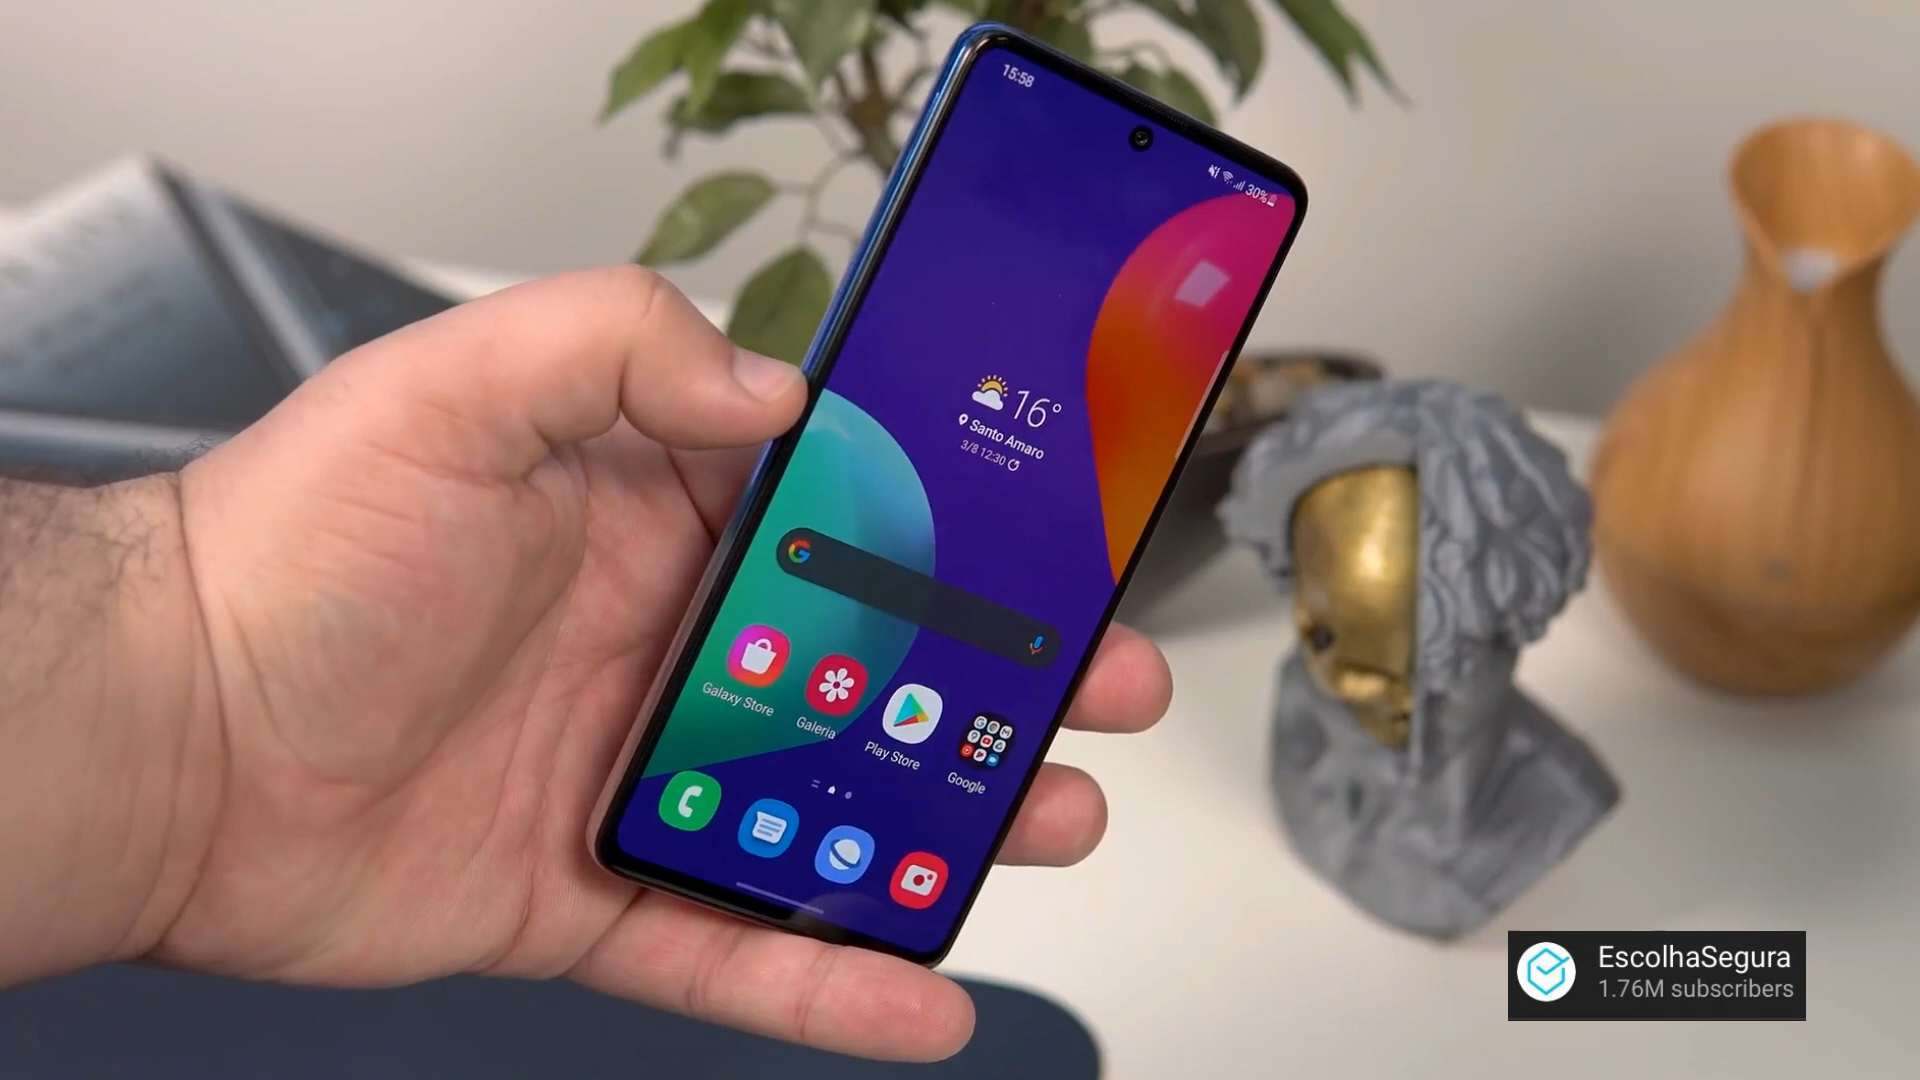 15:58
30%
16°
Santo Amaro
3/8 12:30
Galaxy Store
Galeria
Play Store
Google
EscolhaSegura
1.76M subscribers